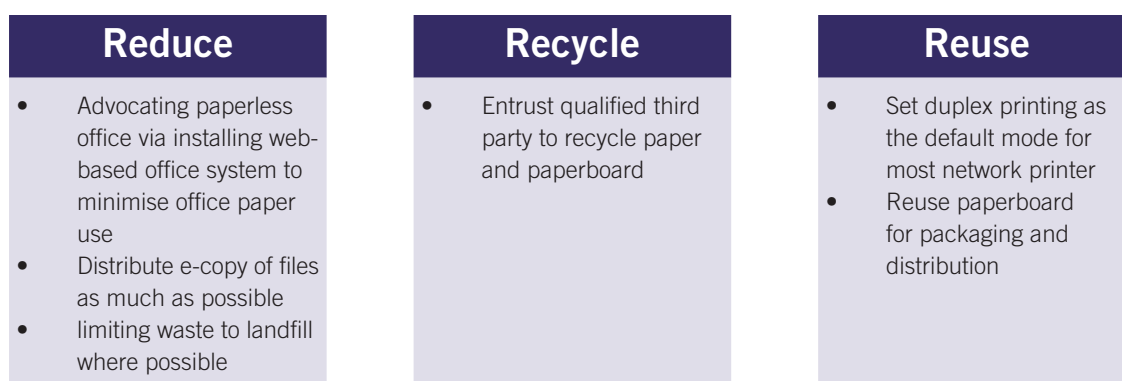 Reduce
• Advocating paperless
office via installing web-
based office system to
minimise office paper
use
• Distribute e-copy of files
as much as possible
• limiting waste to landfill
where possible
Recycle
• Entrust qualified third
party to recycle paper
and paperboard
Reuse
• Set duplex printing as
the default mode for
most network printer
• Reuse paperboard
for packaging and
distribution